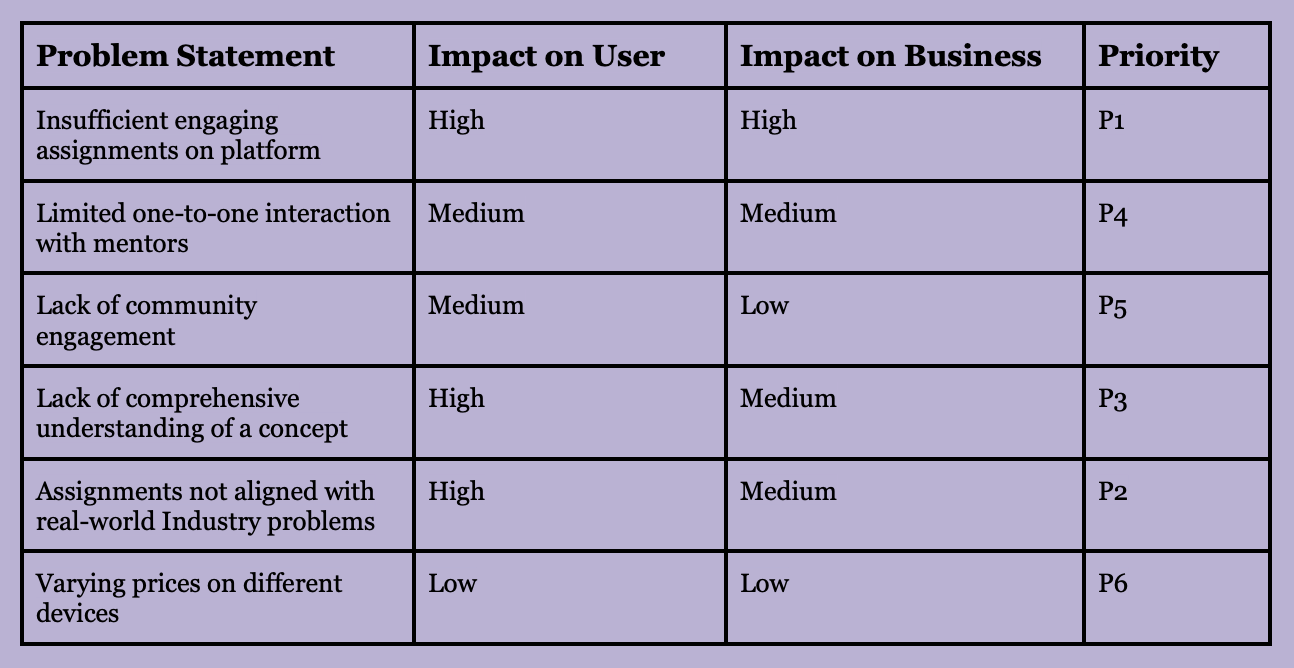 Problem Statement Impact on User Impact on Business Priority
Insufficient engaging High High P1
assignments on platform
Limited one-to-one interaction Medium Medium P4
with mentors
Lack of community Medium Low P5
engagement
Lack of comprehensive High Medium P3
understanding of a concept
Assignments not aligned with High Medium P2
real-world Industry problems
Varying prices on different Low Low P6
devices